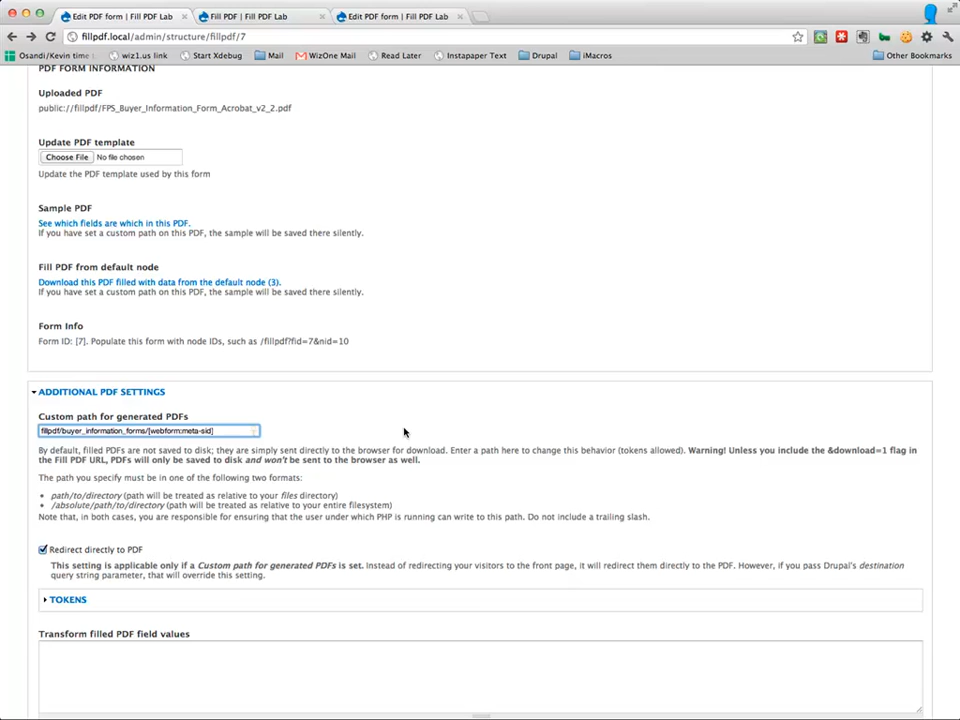 Edit PDF form | Fill PDF Lab
Fill PDF | Fill PDF Lab
Edit PDF form | Fill PDF Lab
fillpdf.local/admin/structure/fillpdf/7
Osandi/Kevin time
wiz1.us link
Start Xdebug
Mail
WizOne Mail
Read Later
Instapaper Text
Drupal
iMacros
Other Bookmarks
PDF FORM INFORMATION
Uploaded PDF
public://fillpdf/FPS_Buyer_Information_Form_Acrobat_v2_2.pdf
Update PDF template
Choose File No file chosen
Update the PDF template used by this form
Sample PDF
See which fields are which in this PDF.
If you have set a custom path on this PDF, the sample will be saved there silently.
Fill PDF from default node
Download this PDF filled with data from the default node (3).
If you have set a custom path on this PDF, the sample will be saved there silently.
Form Info
Form ID: [7]. Populate this form with node IDs, such as /fillpdf?fid=7&nid=10
ADDITIONAL PDF SETTINGS
Custom path for generated PDFs
fillpdf/buyer_information_forms/[webform:meta-sid]
By default, filled PDFs are not saved to disk; they are simply sent directly to the browser for download. Enter a path here to change this behavior (tokens allowed). Warning! Unless you include the &download=1 flag in
the Fill PDF URL, PDFs will only be saved to disk and won't be sent to the browser as well.
The path you specify must be in one of the following two formats:
• path/to/directory (path will be treated as relative to your files directory)
• /absolute/path/to/directory (path will be treated as relative to your entire filesystem)
Note that, in both cases, you are responsible for ensuring that the user under which PHP is running can write to this path. Do not include a trailing slash.
Redirect directly to PDF
This setting is applicable only if a Custom path for generated PDFs is set. Instead of redirecting your visitors to the front page, it will redirect them directly to the PDF. However, if you pass Drupal's destination
query string parameter, that will override this setting.
TOKENS
Transform filled PDF field values